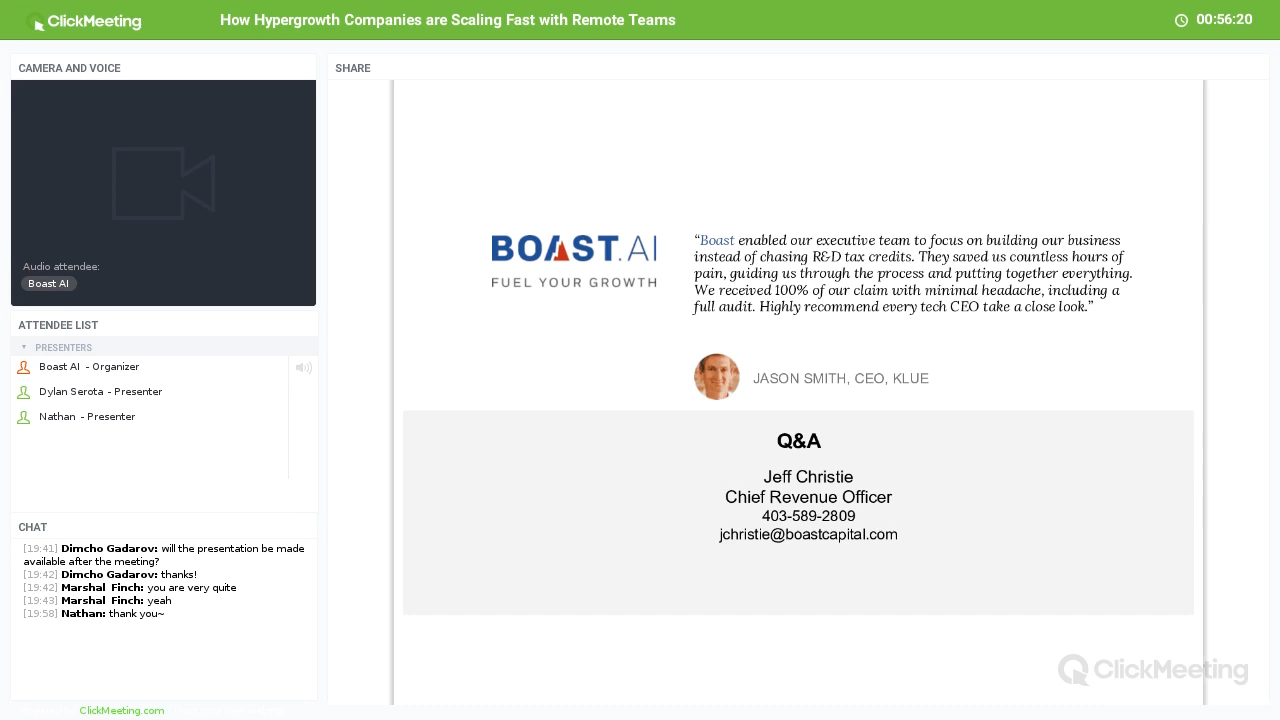 ClickMeeting
How Hypergrowth Companies are Scaling Fast with Remote Teams
00:56:20
CAMERA AND VOICE
Audio attendee:
Boast AI
ATTENDEE LIST
PRESENTERS
Boast AI - Organizer
Dylan Serota - Presenter
Nathan - Presenter
CHAT
[19:41] Dimcho Gadarov: will the presentation be made
available after the meeting?
[19:42] Dimcho Gadarov: thanks!
[19:42] Marshal Finch: you are very quite
[19:43] Marshal Finch: yeah
[19:58] Nathan: thank you~
ClickMeeting.com
SHARE
BOAST.AI
FUEL YOUR GROWTH
“Boast enabled our executive team to focus on building our business
instead of chasing R&D tax credits. They saved us countless hours of
pain, guiding us through the process and putting together everything.
We received 100% of our claim with minimal headache, including a
full audit. Highly recommend every tech CEO take a close look.”
JASON SMITH, CEO, KLUE
Q&A
Jeff Christie
Chief Revenue Officer
403-589-2809
jchristie@boastcapital.com
ClickMeeting